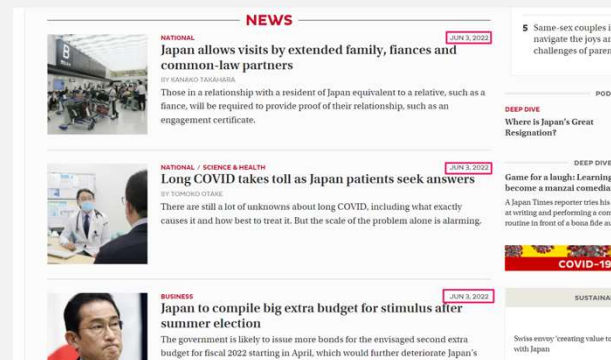 NEWS
NATIONAL
JUN 3, 2022
Japan allows visits by extended family, fiances and
common-law partners
BY KANAKO TAKAHARA
Those in a relationship with a resident of Japan equivalent to a relative, such as a
fiance, will be required to provide proof of their relationship, such as an
engagement certificate.
NATIONAL / SCIENCE & HEALTH
JUN 3, 2022
Long COVID takes toll as Japan patients seek answers
BY TOMOKO OTAKE
There are still a lot of unknowns about long COVID, including what exactly
causes it and how best to treat it. But the scale of the problem alone is alarming.
BUSINESS
JUN 3, 2022
Japan to compile big extra budget for stimulus after
summer election
The government is likely to issue more bonds for the envisaged second extra
budget for fiscal 2022 starting in April, which would further deteriorate Japan's
5 Same-sex couples
navigate the joys
challenges of
POD
DEEP DIVE
Where is Japan's Great
Resignation?
DEEP DIVE
Game for a laugh: Learning
become a manzai
A Japan Times reporter tries his
at writing and performing a
routine in front of a bona fide
COVID-19
SUSTAINA
Swiss envoy 'creating value
with Japan
B